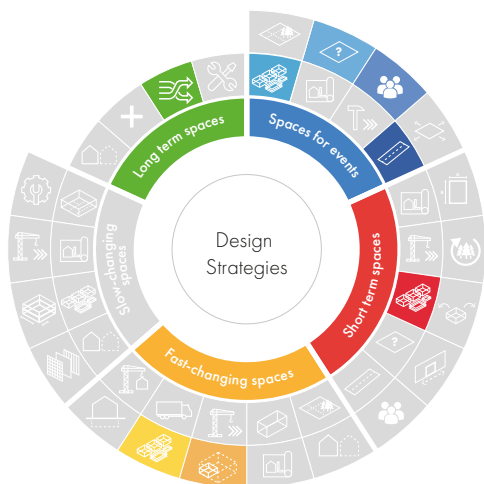 Design
Strategies
Spaces for events
Short term spaces
Fast-changing spaces
Slow-changing
spaces
Long term spaces
?
?